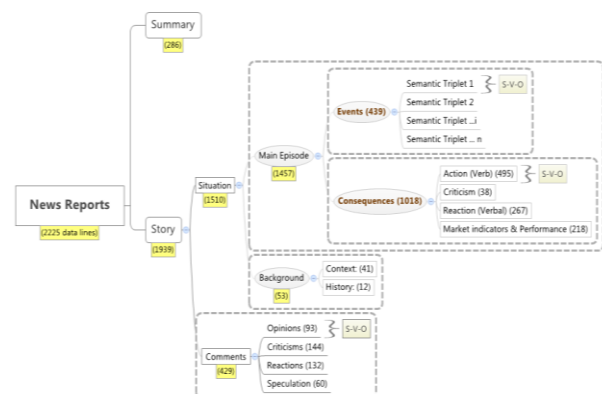 News Reports
(2225 data lines)
Summary
(286)
Story
(1939)
Situation
(1510)
Main Episode
(1457)
Events (439)
Semantic Triplet 1
S-V-O
Semantic Triplet 2
Semantic Triplet ...i
Semantic Triplet ... n
Consequences (1018)
Action (Verb) (495)
S-V-O
Criticism (38)
Reaction (Verbal) (267)
Market indicators & Performance (218)
Background
(53)
Context: (41)
History: (12)
Comments
(429)
Opinions (93)
S-V-O
Criticisms (144)
Reactions (132)
Speculation (60)